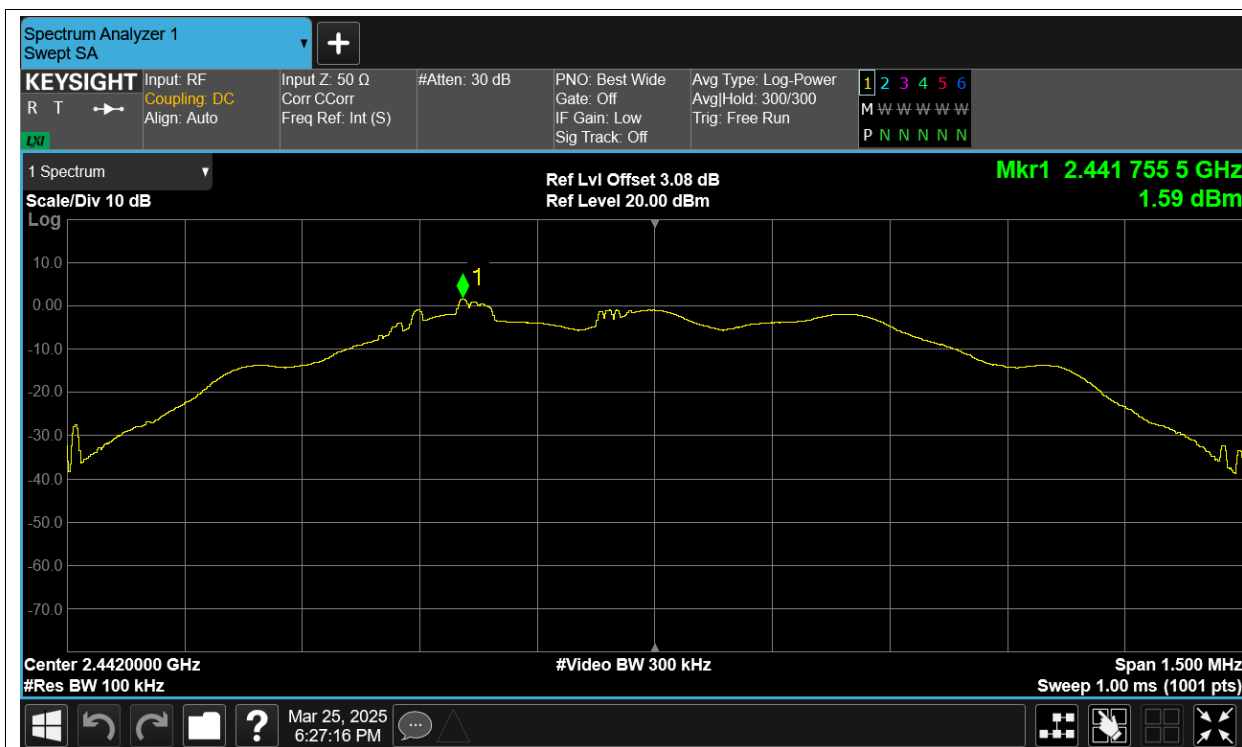 Spectrum Analyzer 1
Swept SA
KEYSIGHT
R T
LXI
Input: RF
Coupling: DC
Align: Auto
Input Z: 50 Ω
Corr CCorr
Freq Ref: Int (S)
#Atten: 30 dB
PNO: Best Wide
Gate: Off
IF Gain: Low
Sig Track: Off
Avg Type: Log-Power
Avg|Hold: 300/300
Trig: Free Run
1 2 3 4 5 6
M W W W W W
P N N N N N
1 Spectrum
Scale/Div 10 dB
Log
Ref Lvl Offset 3.08 dB
Ref Level 20.00 dBm
Mkr1 2.441 755 5 GHz
1.59 dBm
10.0
1
0.00
-10.0
-20.0
-30.0
-40.0
-50.0
-60.0
-70.0
Center 2.4420000 GHz
#Res BW 100 kHz
#Video BW 300 kHz
Span 1.500 MHz
Sweep 1.00 ms (1001 pts)
?
Mar 25, 2025
6:27:16 PM